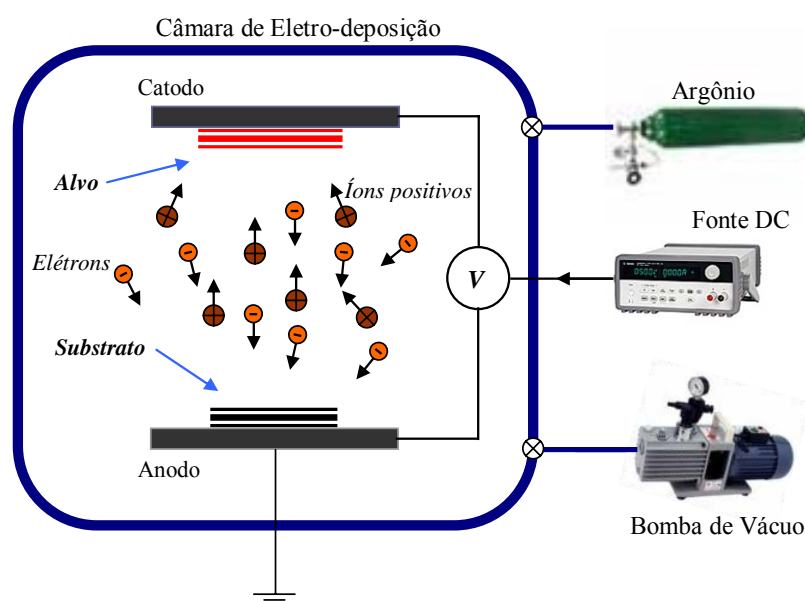 Câmara de Eletro-deposição
Catodo
Argônio
Alvo
Íons positivos
Fonte DC
Elétrons
V
Substrato
Anodo
Bomba de Vácuo